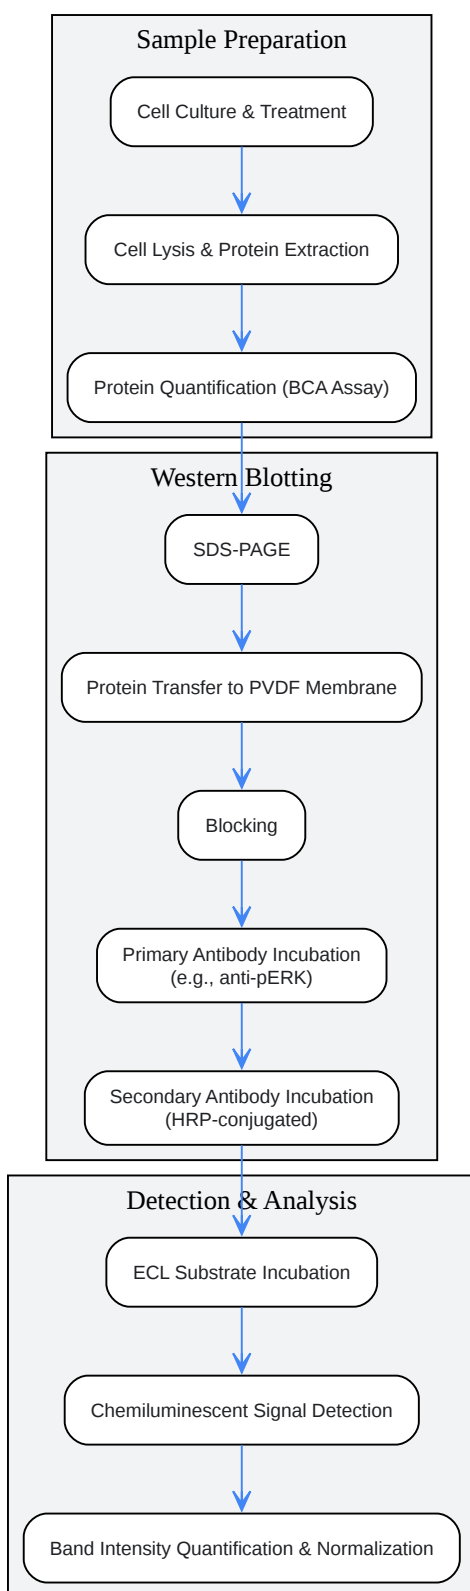 Sample Preparation
Cell Culture & Treatment
Cell Lysis & Protein Extraction
Protein Quantification (BCA Assay)
Western Blotting
SDS-PAGE
Protein Transfer to PVDF Membrane
Blocking
Primary Antibody Incubation
(e.g., anti-pERK)
Secondary Antibody Incubation
(HRP-conjugated)
Detection & Analysis
ECL Substrate Incubation
Chemiluminescent Signal Detection
Band Intensity Quantification & Normalization